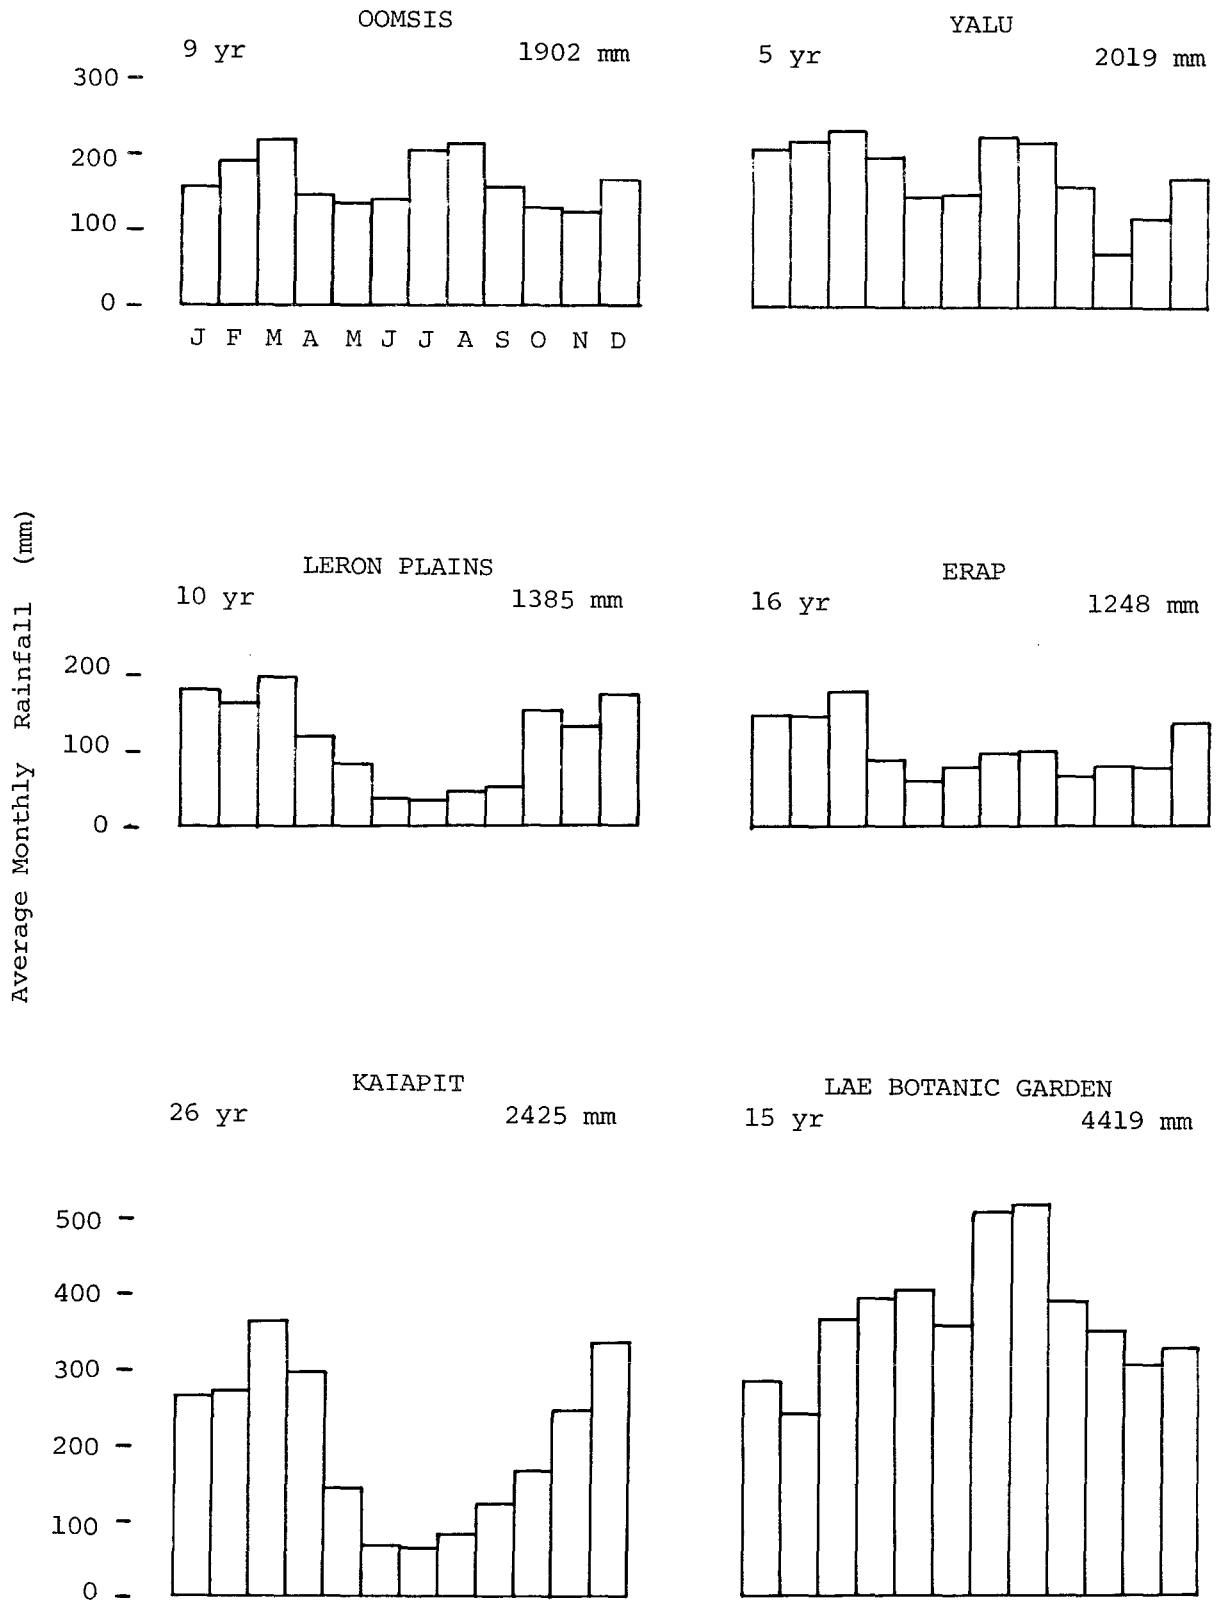 OOMSIS
9 yr 1902 mm
300
200
100
0
J F M A M J J A S O N D
YALU
5 yr 2019 mm
Average Monthly Rainfall (mm)
LERON PLAINS
10 yr 1385 mm
200
100
0
ERAP
16 yr 1248 mm
KAIAPIT
26 yr 2425 mm
500
400
300
200
100
0
LAE BOTANIC GARDEN
15 yr 4419 mm